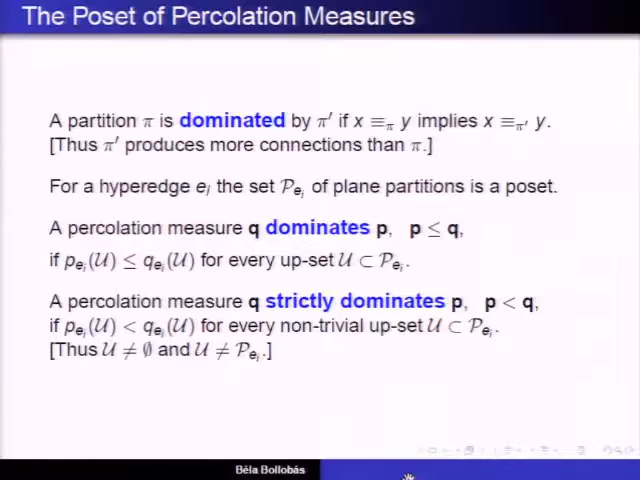 The Poset of Percolation Measures
A partition π is dominated by π′ if x ≡π y implies x ≡π′ y.
[Thus π′ produces more connections than π.]
For a hyperedge eᵢ the set 𝒫eᵢ of plane partitions is a poset.
A percolation measure q dominates p, p ≤ q,
if peᵢ(𝒰) ≤ qeᵢ(𝒰) for every up-set 𝒰 ⊂ 𝒫eᵢ.
A percolation measure q strictly dominates p, p < q,
if peᵢ(𝒰) < qeᵢ(𝒰) for every non-trivial up-set 𝒰 ⊂ 𝒫eᵢ.
[Thus 𝒰 ≠ ∅ and 𝒰 ≠ 𝒫eᵢ.]
Béla Bollobás